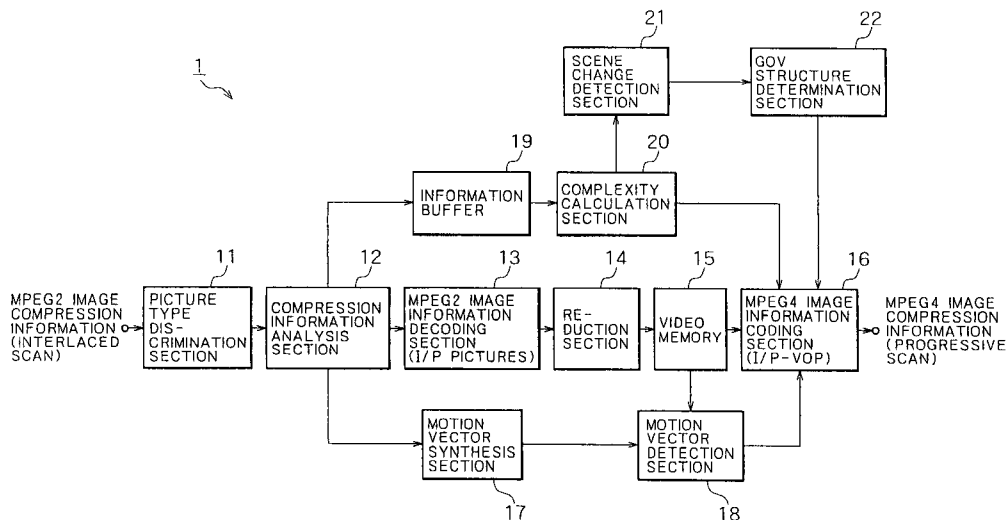 21
22
1
SCENE
CHANGE
DETECTION
SECTION
GOV
STRUCTURE
DETERMINATION
SECTION
19
20
INFORMATION
BUFFER
COMPLEXITY
CALCULATION
SECTION
11
12
13
14
15
16
MPEG2 IMAGE
COMPRESSION
INFORMATION
(INTERLACED
SCAN)
PICTURE
TYPE
DIS-
CRIMINATION
SECTION
COMPRESSION
INFORMATION
ANALYSIS
SECTION
MPEG2 IMAGE
INFORMATION
DECODING
SECTION
(I/P PICTURES)
RE-
DUCTION
SECTION
VIDEO
MEMORY
MPEG4 IMAGE
INFORMATION
CODING
SECTION
(I/P-VOP)
MPEG4 IMAGE
COMPRESSION
INFORMATION
(PROGRESSIVE
SCAN)
MOTION
VECTOR
SYNTHESIS
SECTION
MOTION
VECTOR
DETECTION
SECTION
17
18